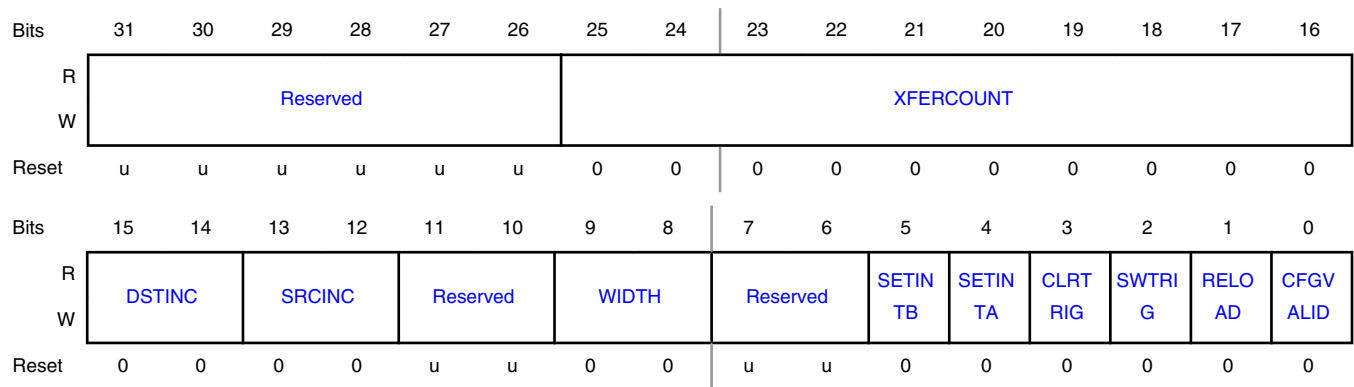 Bits 31 30 29 28 27 26 25 24 23 22 21 20 19 18 17 16
R
Reserved XFERCOUNT
W
Reset u u u u u u 0 0 0 0 0 0 0 0 0 0
Bits 15 14 13 12 11 10 9 8 7 6 5 4 3 2 1 0
R SETIN SETIN CLRT SWTRI RELO CFGV
DSTINC SRCINC Reserved WIDTH Reserved
W TB TA RIG G AD ALID
Reset 0 0 0 0 u u 0 0 u u 0 0 0 0 0 0